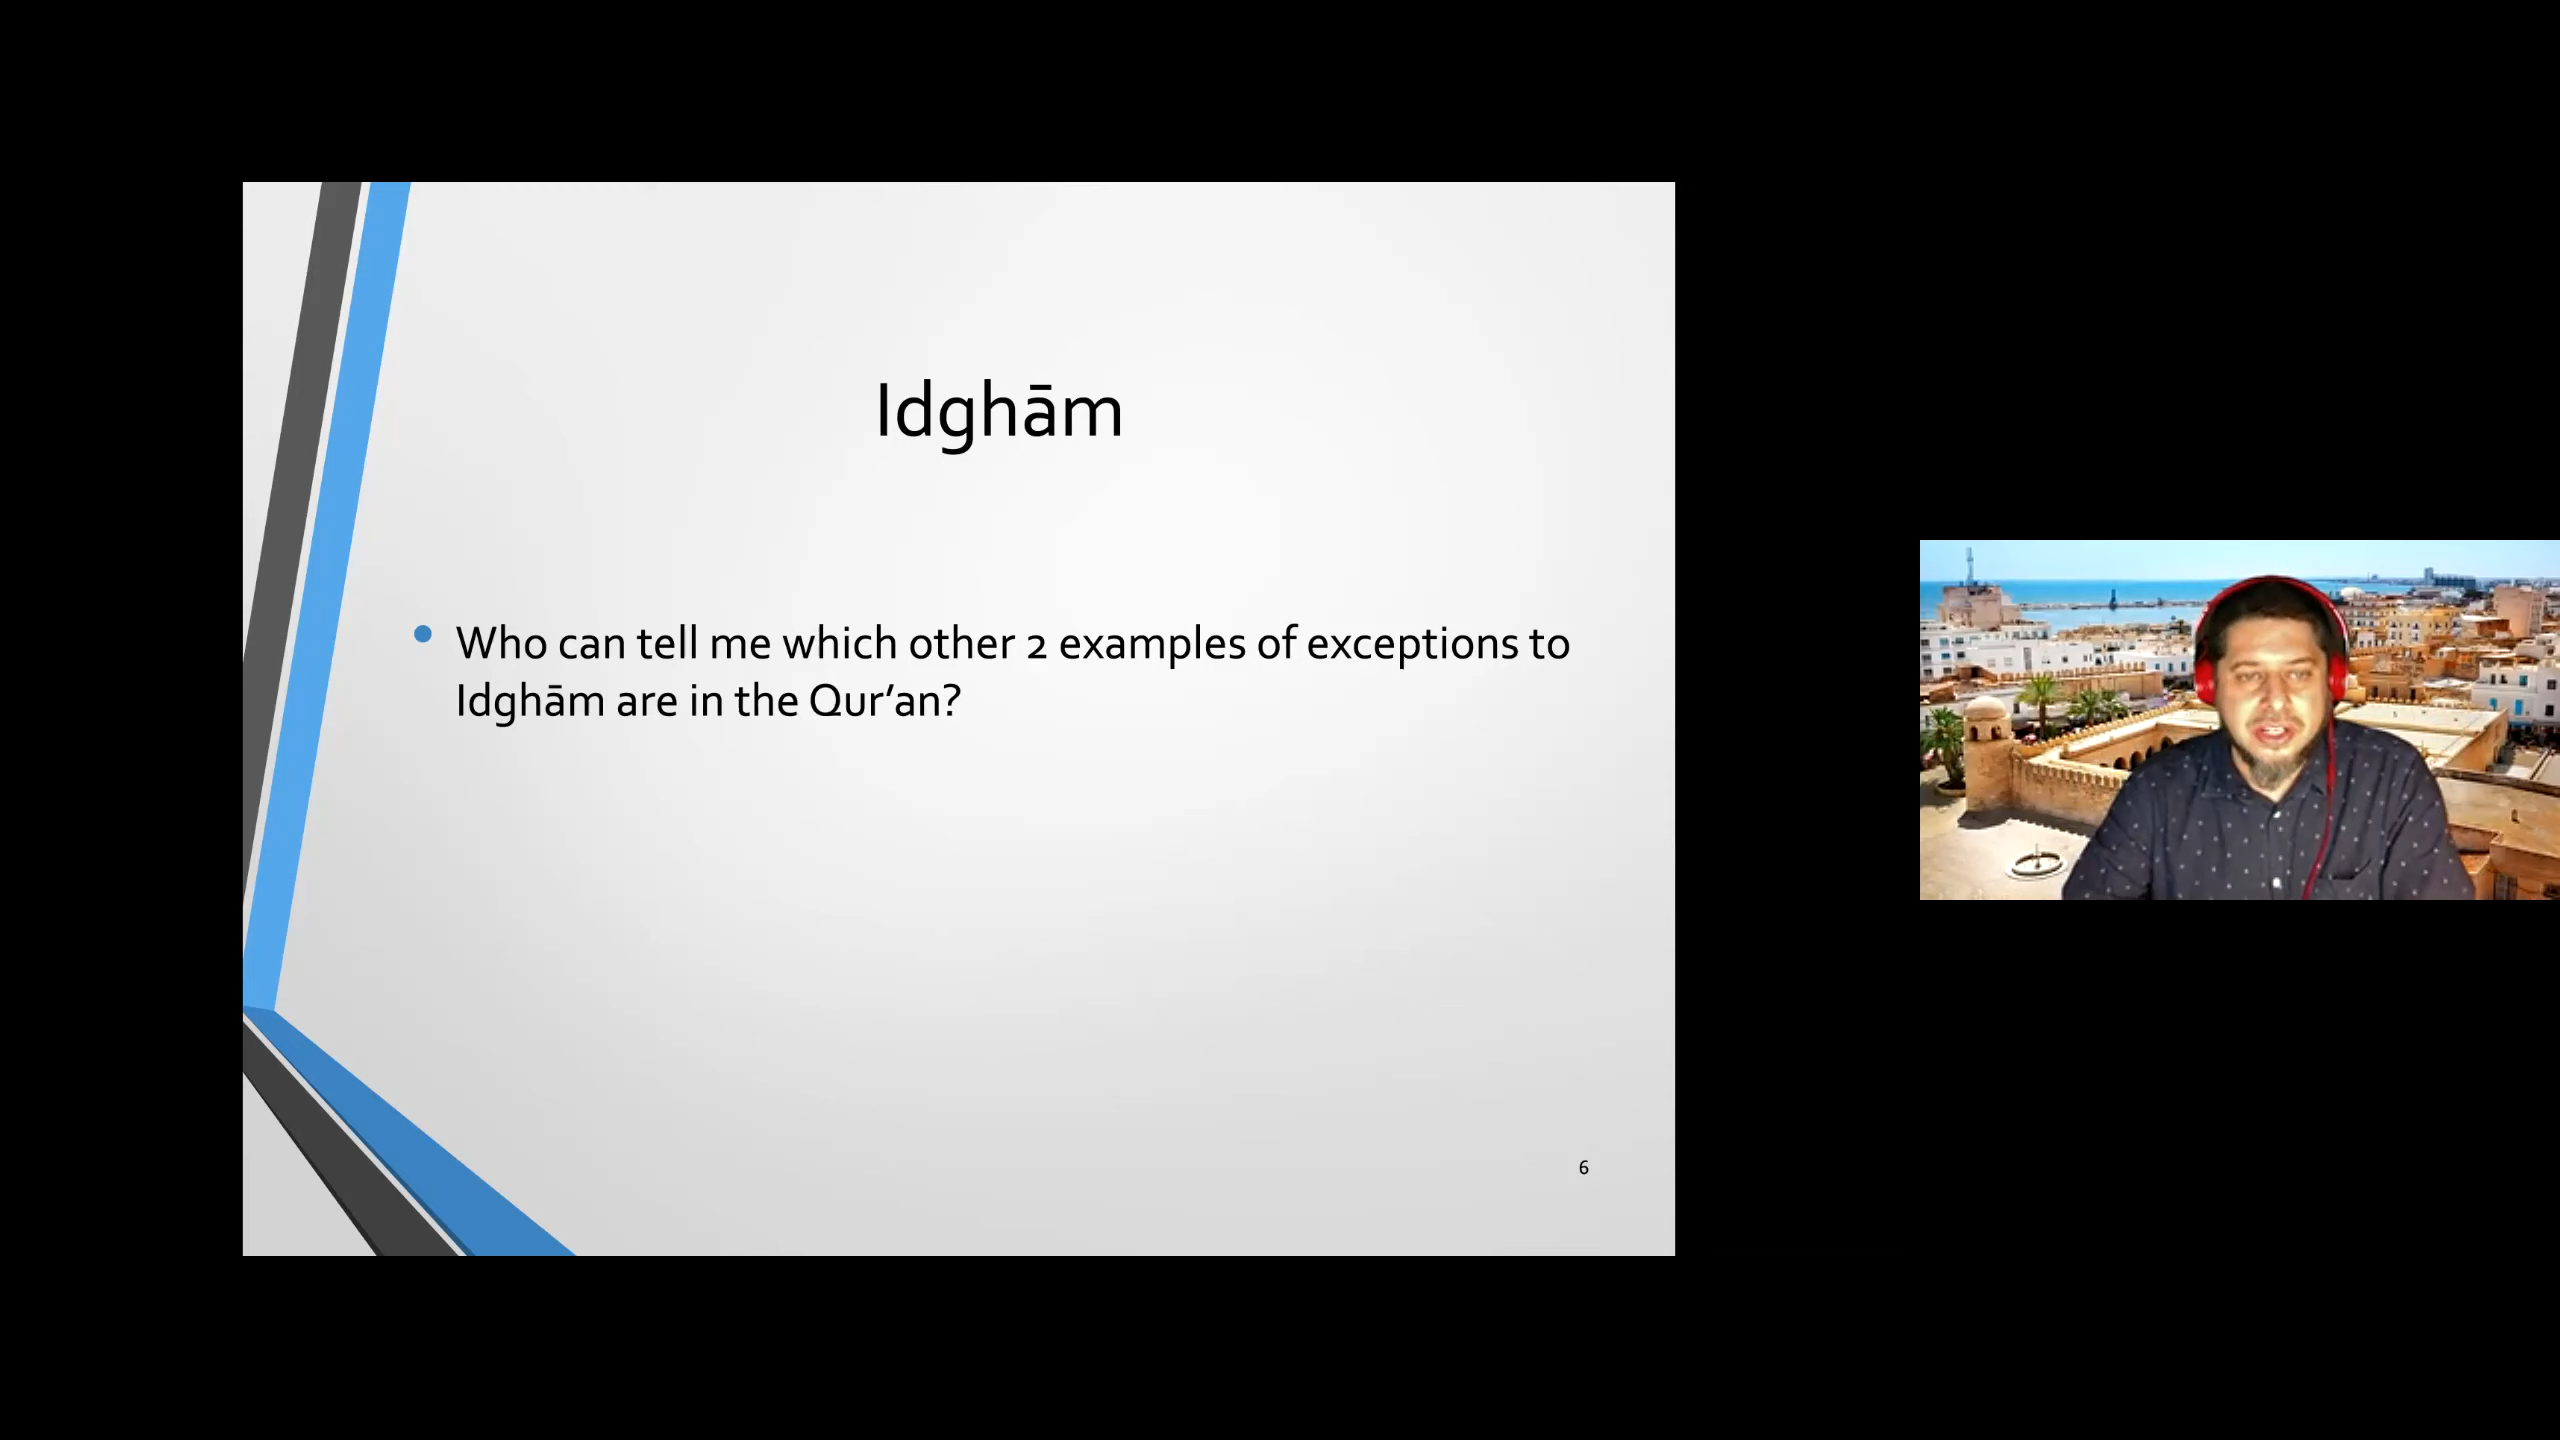 Idghām
• Who can tell me which other 2 examples of exceptions to
Idghām are in the Qur’an?
6